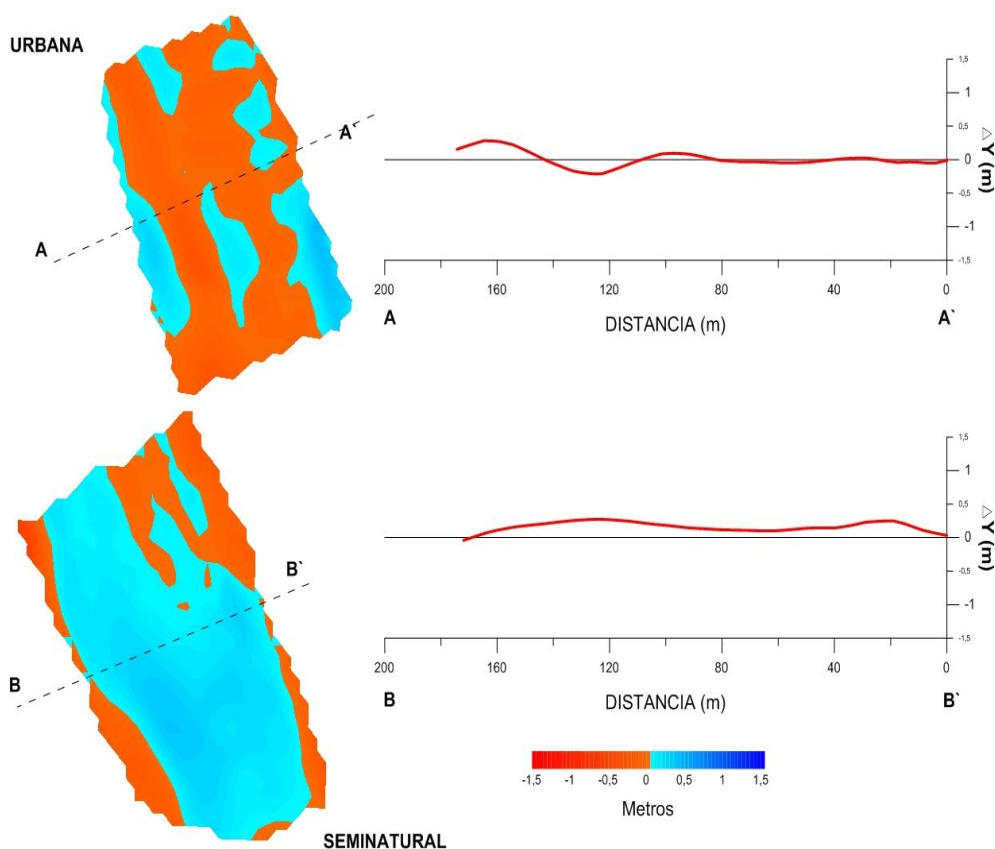 URBANA
A
A`
1,5
1
0,5
0
-0,5
-1
-1,5
△Y (m)
200 160 120 80 40 0
A DISTANCIA (m) A`
B
B`
1,5
1
0,5
0
-0,5
-1
-1,5
△Y (m)
200 160 120 80 40 0
B DISTANCIA (m) B`
-1,5 -1 -0,5 0 0,5 1 1,5
Metros
SEMINATURAL